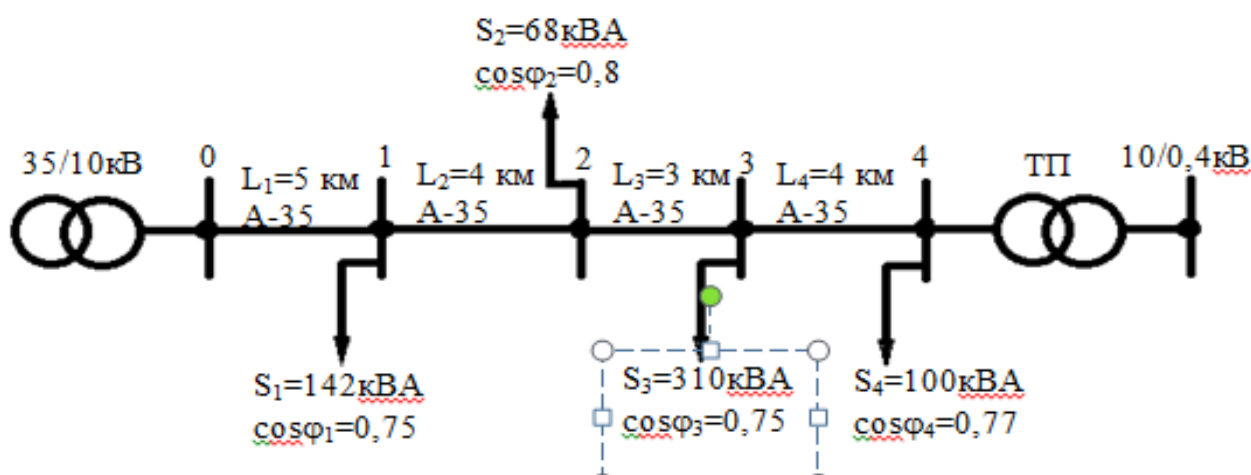 S₂=68кВА
cosφ₂=0,8
35/10кВ
0
L₁=5 км
А-35
1
L₂=4 км
А-35
2
L₃=3 км
А-35
3
L₄=4 км
А-35
4
ТП
10/0,4кВ
S₁=142кВА
cosφ₁=0,75
S₃=310кВА
cosφ₃=0,75
S₄=100кВА
cosφ₄=0,77